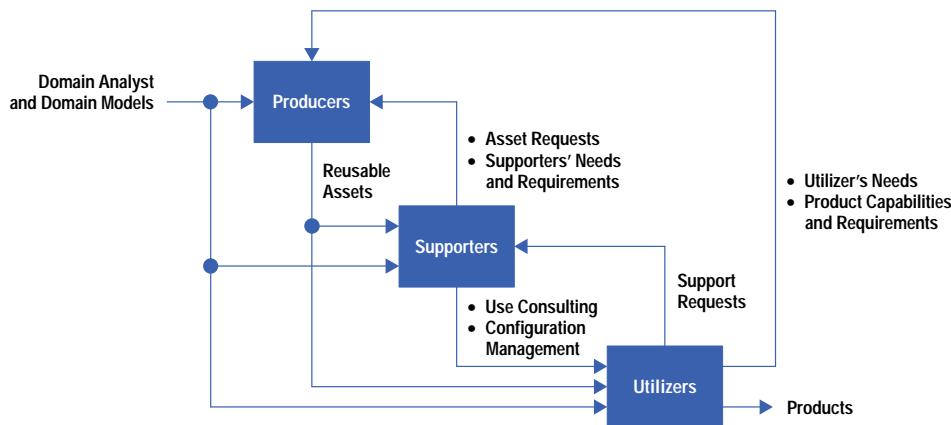 Domain Analyst
and Domain Models
Producers
• Asset Requests
• Supporters' Needs
and Requirements
Reusable
Assets
• Utilizer's Needs
• Product Capabilities
and Requirements
Supporters
Support
Requests
• Use Consulting
• Configuration
Management
Utilizers
Products